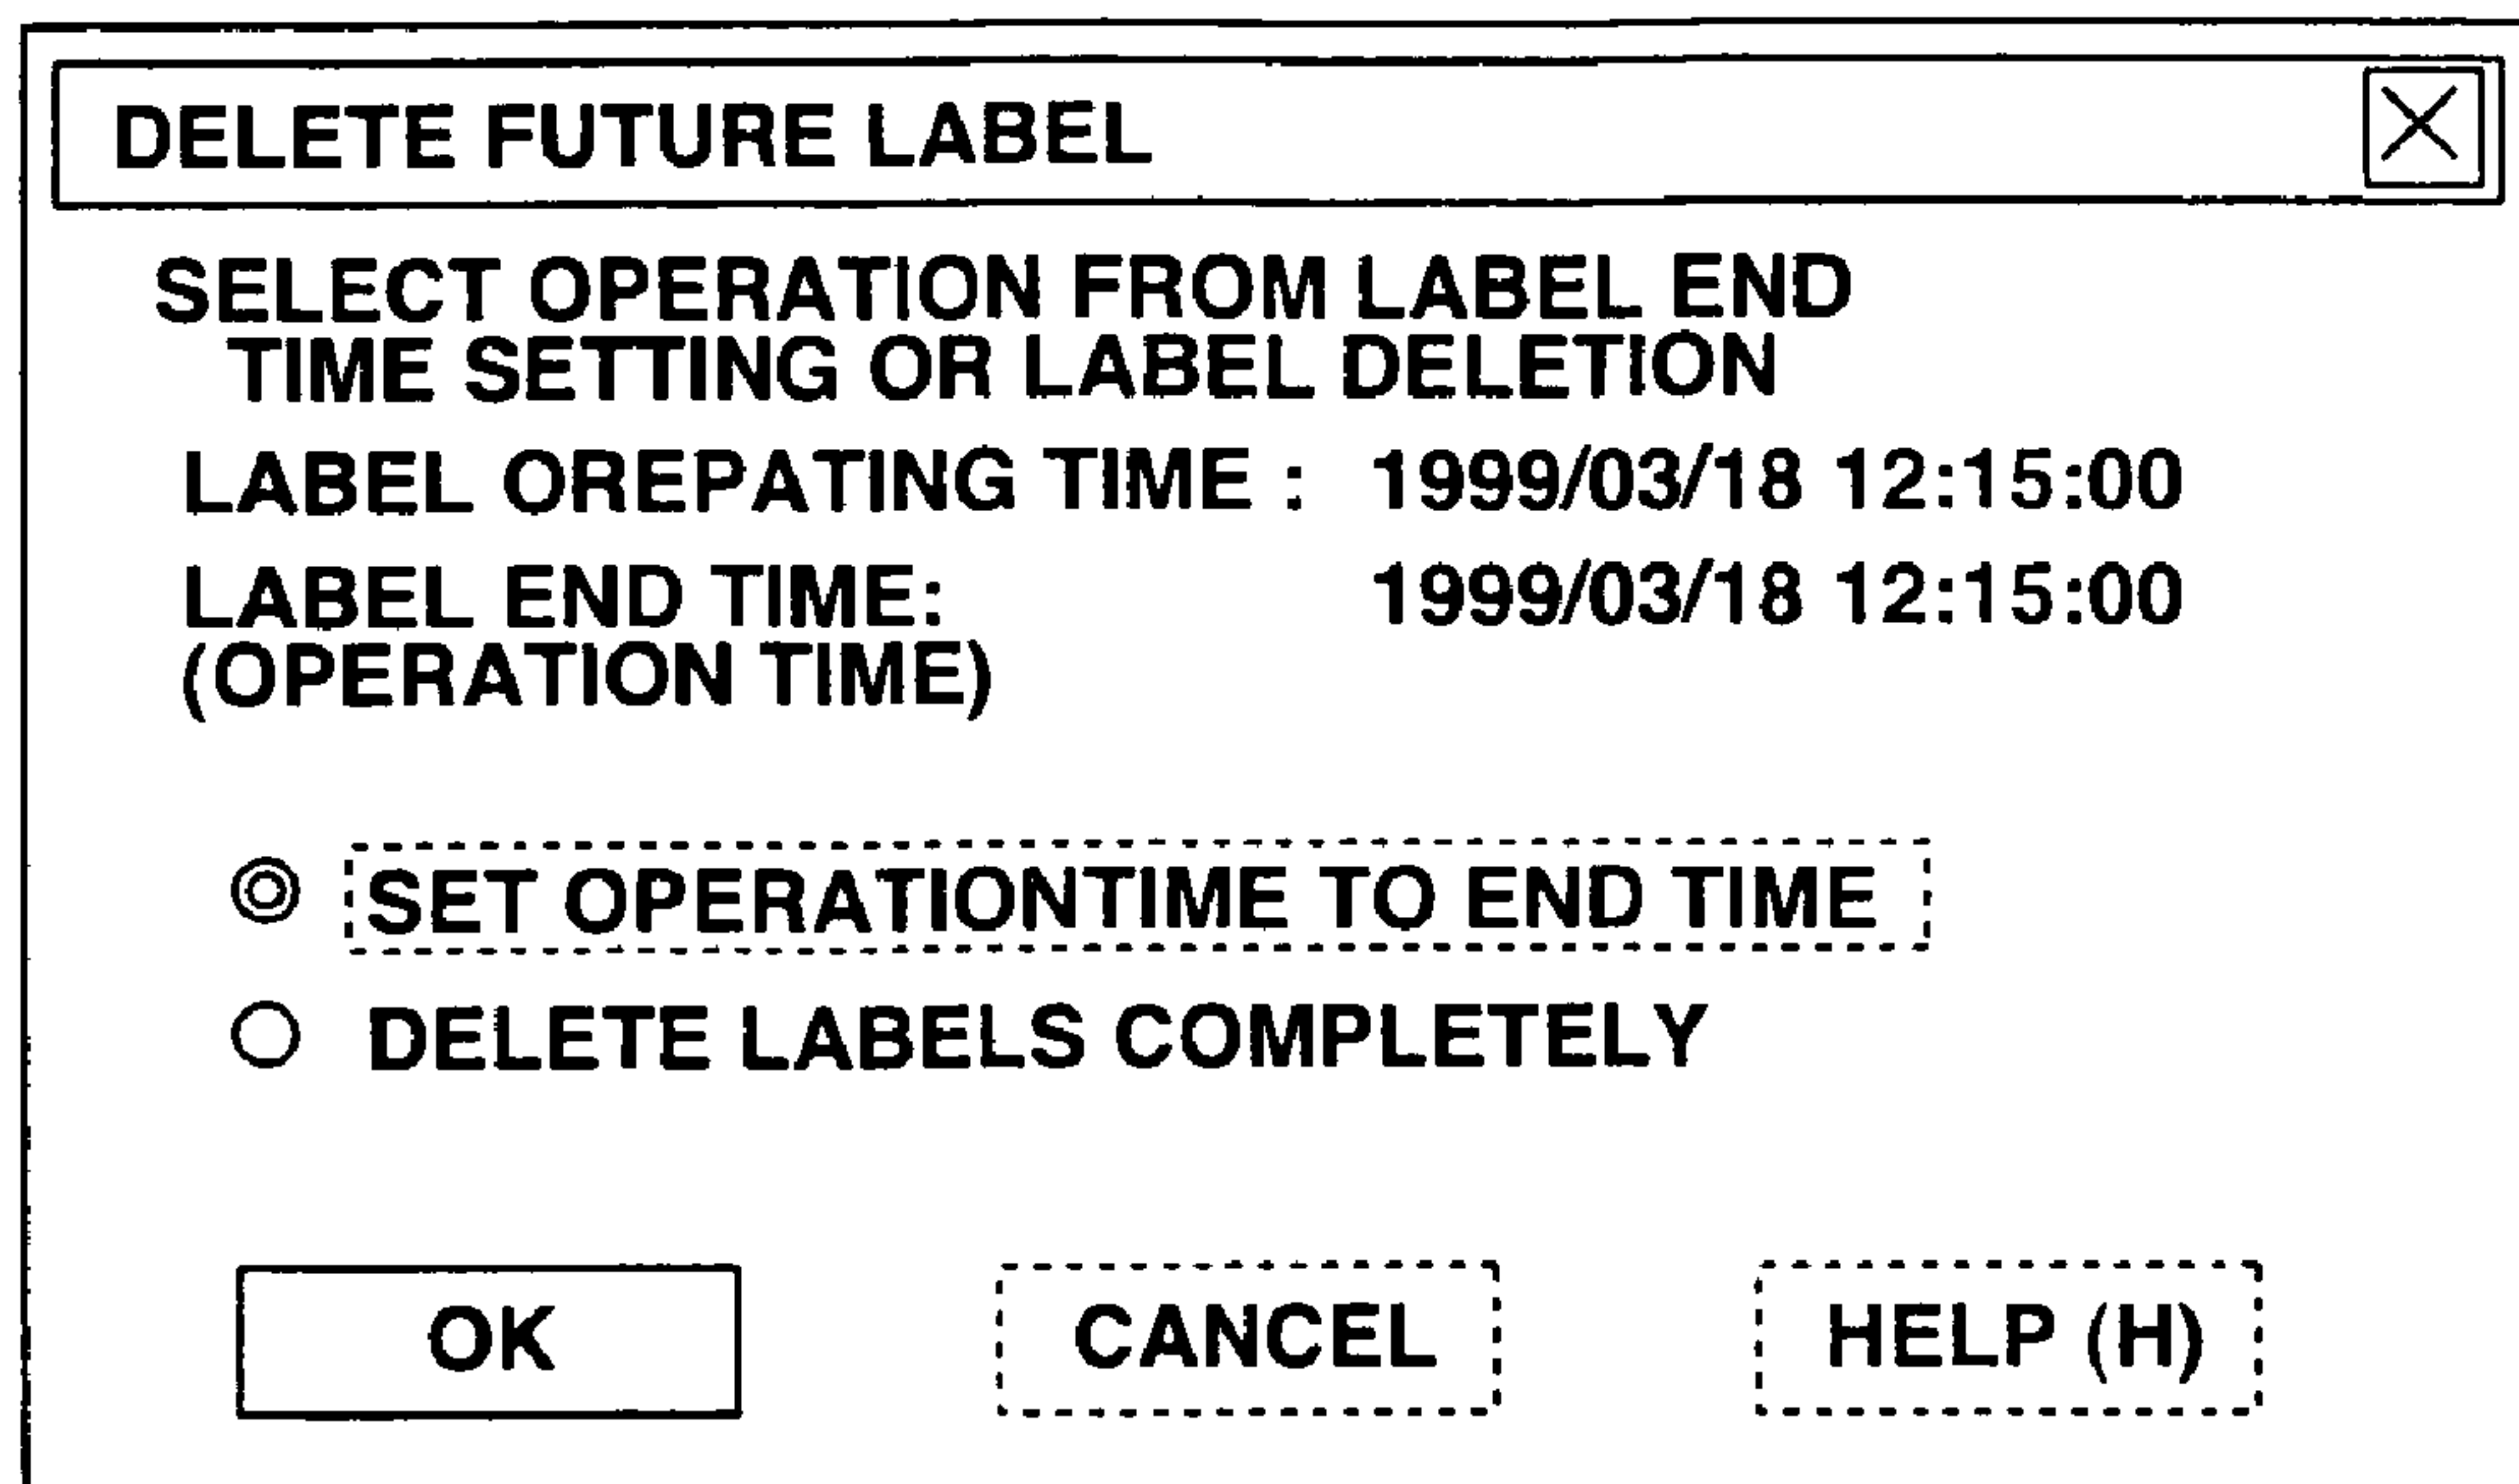 DELETE FUTURE LABEL
SELECT OPERATION FROM LABEL END
TIME SETTING OR LABEL DELETION
LABEL OREPATING TIME : 1999/03/18 12:15:00
LABEL END TIME: 1999/03/18 12:15:00
(OPERATION TIME)
SET OPERATIONTIME TO END TIME
DELETE LABELS COMPLETELY
OK CANCEL HELP (H)